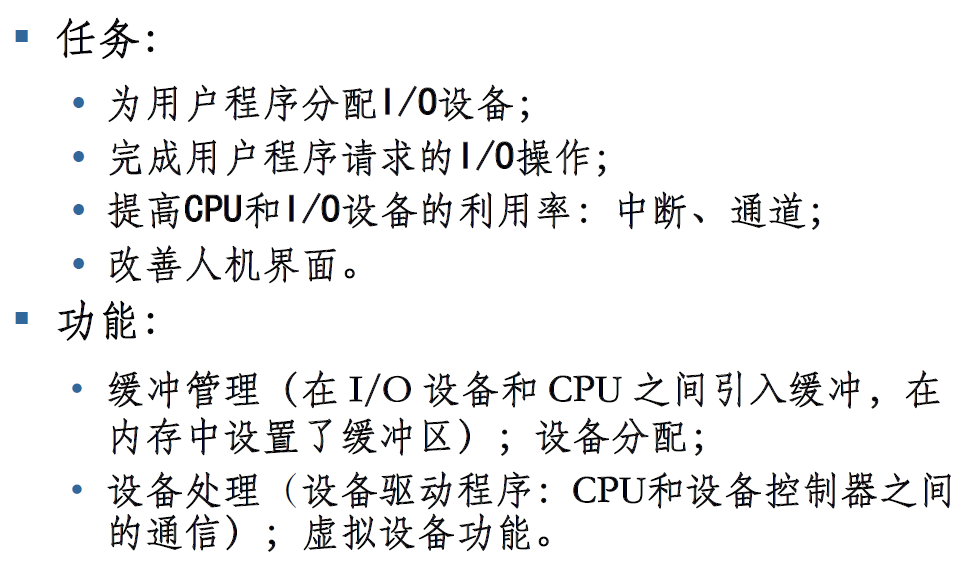 ▪ 任务：
• 为用户程序分配I/O设备；
• 完成用户程序请求的I/O操作；
• 提高CPU和I/O设备的利用率：中断、通道；
• 改善人机界面。
▪ 功能：
• 缓冲管理（在 I/O 设备和 CPU 之间引入缓冲，在
内存中设置了缓冲区）；设备分配；
• 设备处理（设备驱动程序：CPU和设备控制器之间
的通信）；虚拟设备功能。